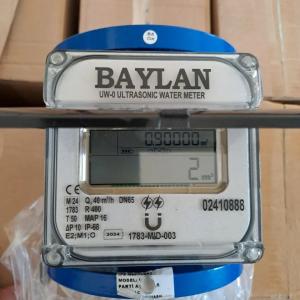 BAYLAN
UW-0 ULTRASONIC WATER METER
0.90000 m³
2 m³
M 24 Q₃ 40 m³/h DN65
1783 R 400
T 50 MAP 16
ΔP 10 IP-68
E2;M1;O 2024 1783-MID-003
02410888